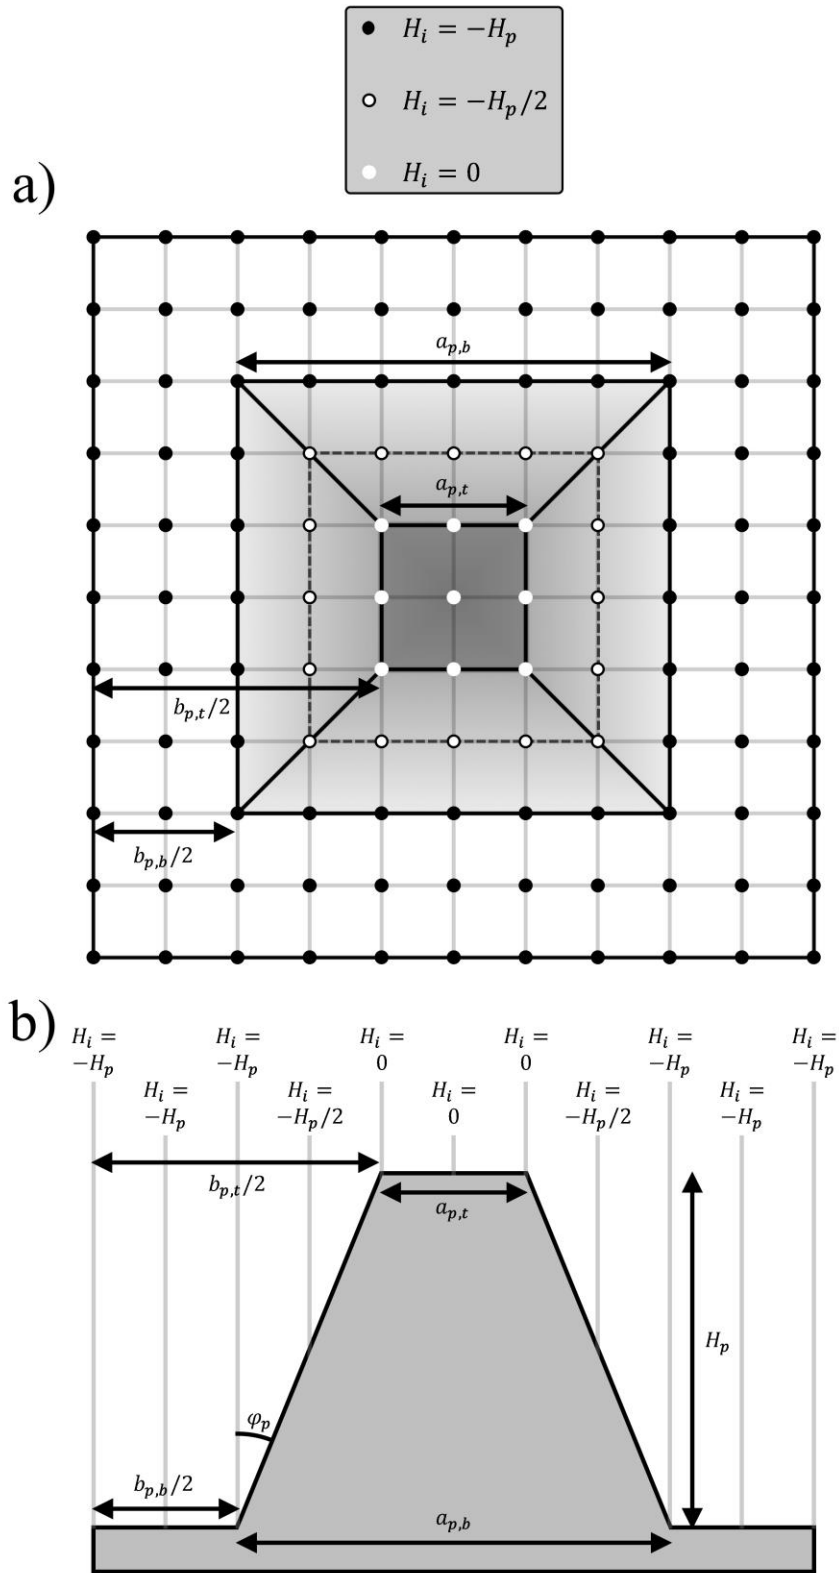 H_i = −H_p
H_i = −H_p/2
H_i = 0
a)
a_{p,b}
a_{p,t}
b_{p,t}/2
b_{p,b}/2
b)
H_i =
−H_p
H_i =
−H_p
H_i =
0
H_i =
0
H_i =
−H_p
H_i =
−H_p
H_i =
−H_p
H_i =
−H_p/2
H_i =
0
H_i =
−H_p/2
H_i =
−H_p
b_{p,t}/2
a_{p,t}
H_p
φ_p
b_{p,b}/2
a_{p,b}